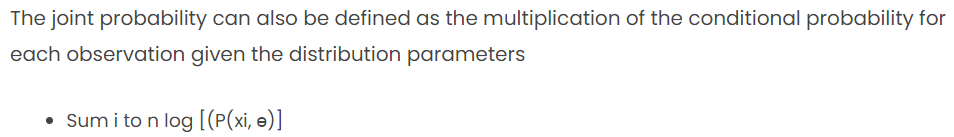 The joint probability can also be defined as the multiplication of the conditional probability for
each observation given the distribution parameters
• Sum i to n log [(P(xi, ɵ)]